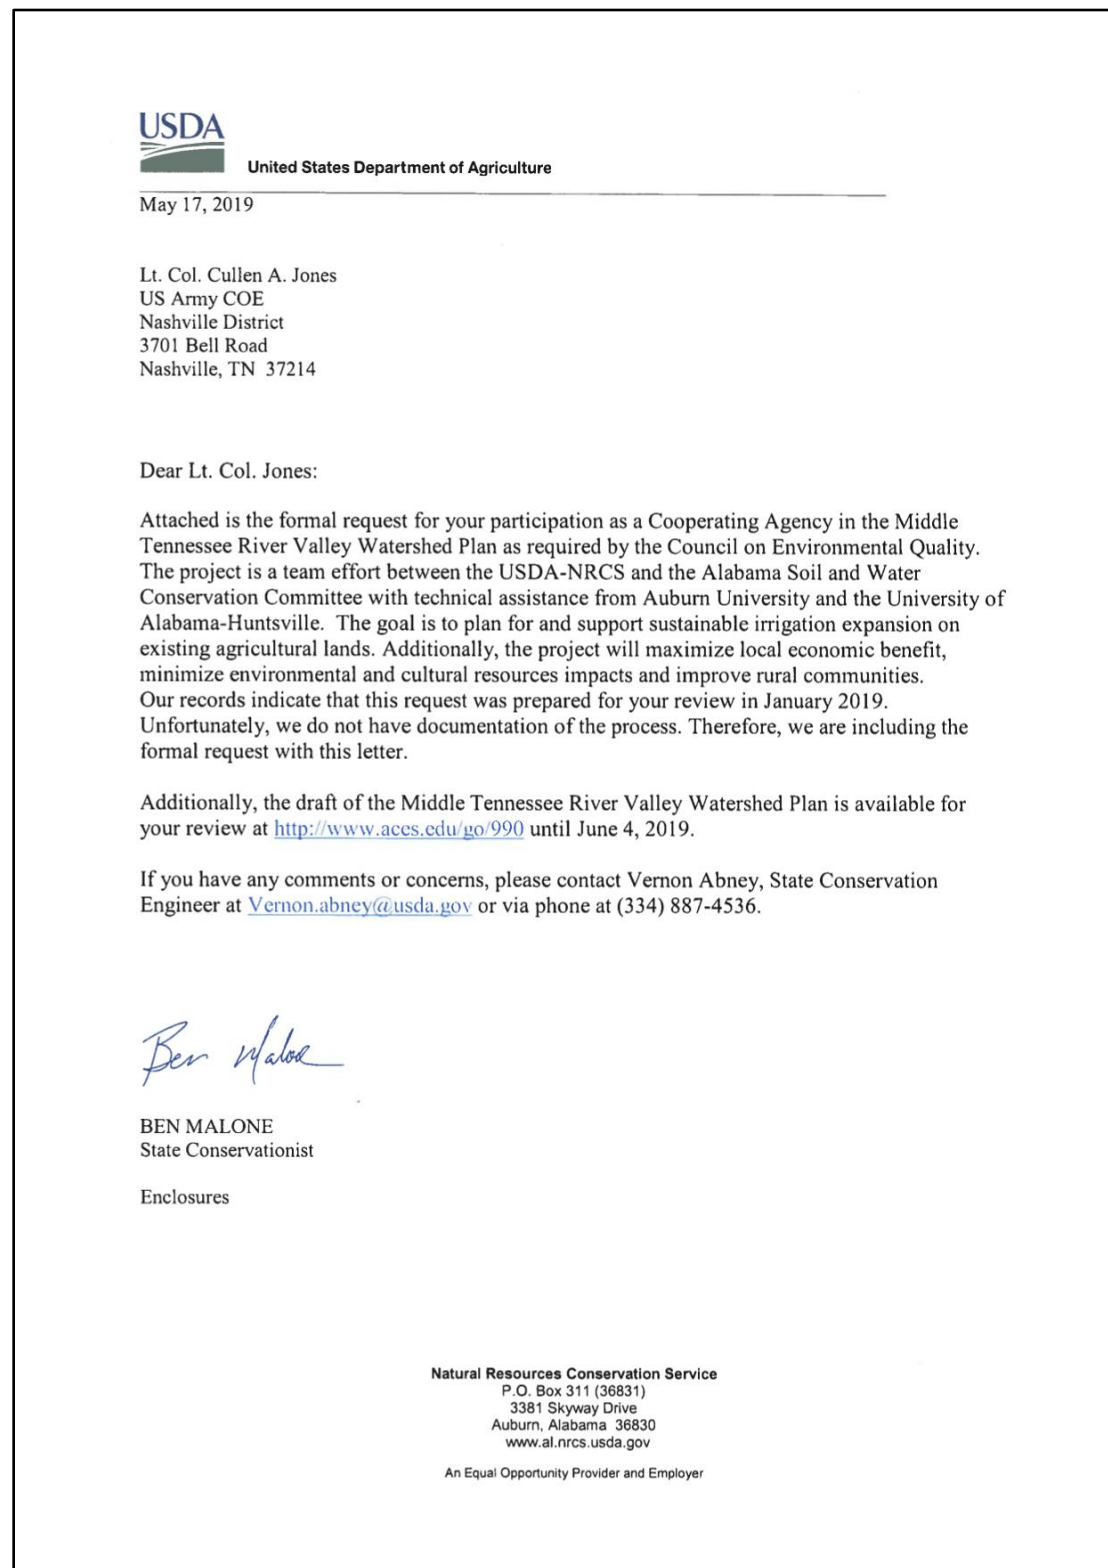 USDA
United States Department of Agriculture
May 17, 2019
Lt. Col. Cullen A. Jones
US Army COE
Nashville District
3701 Bell Road
Nashville, TN  37214
Dear Lt. Col. Jones:
Attached is the formal request for your participation as a Cooperating Agency in the Middle
Tennessee River Valley Watershed Plan as required by the Council on Environmental Quality.
The project is a team effort between the USDA-NRCS and the Alabama Soil and Water
Conservation Committee with technical assistance from Auburn University and the University of
Alabama-Huntsville.  The goal is to plan for and support sustainable irrigation expansion on
existing agricultural lands. Additionally, the project will maximize local economic benefit,
minimize environmental and cultural resources impacts and improve rural communities.
Our records indicate that this request was prepared for your review in January 2019.
Unfortunately, we do not have documentation of the process. Therefore, we are including the
formal request with this letter.
Additionally, the draft of the Middle Tennessee River Valley Watershed Plan is available for
your review at http://www.aces.edu/go/990 until June 4, 2019.
If you have any comments or concerns, please contact Vernon Abney, State Conservation
Engineer at Vernon.abney@usda.gov or via phone at (334) 887-4536.
Ben Malone
BEN MALONE
State Conservationist
Enclosures
Natural Resources Conservation Service
P.O. Box 311 (36831)
3381 Skyway Drive
Auburn, Alabama  36830
www.al.nrcs.usda.gov
An Equal Opportunity Provider and Employer